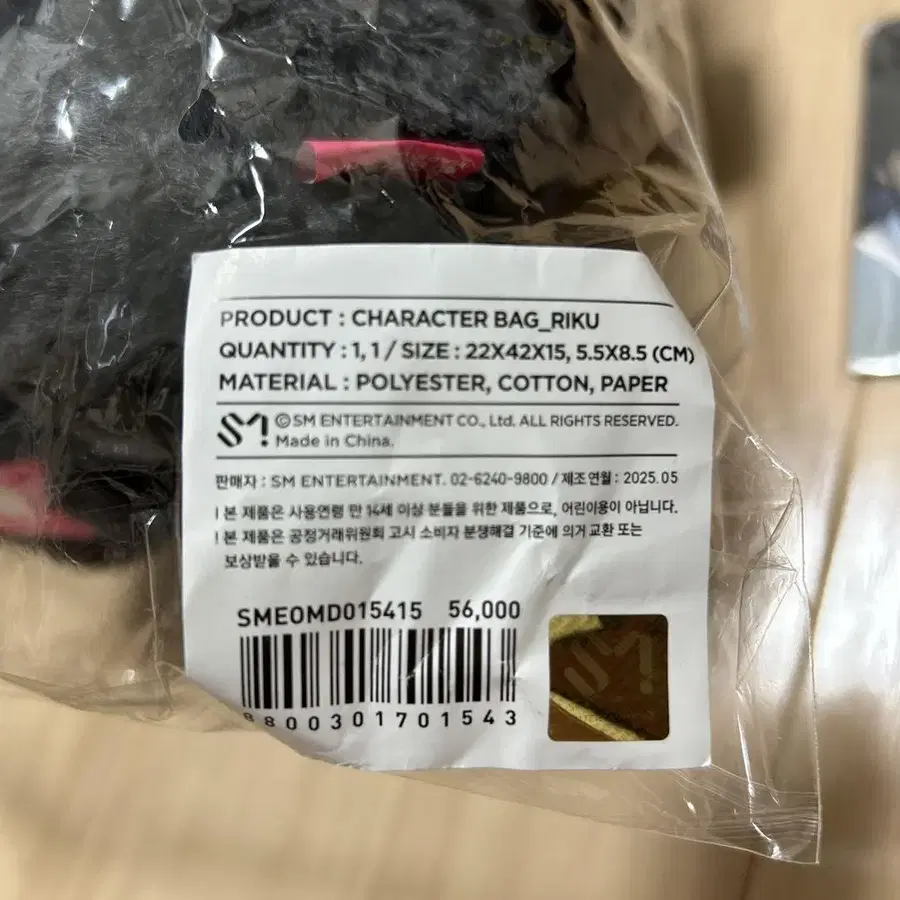 PRODUCT : CHARACTER BAG_RIKU
QUANTITY : 1, 1 / SIZE : 22X42X15, 5.5X8.5 (CM)
MATERIAL : POLYESTER, COTTON, PAPER
SM! ©SM ENTERTAINMENT CO., Ltd. ALL RIGHTS RESERVED.
Made in China.
판매자 : SM ENTERTAINMENT. 02-6240-9800 / 제조연월 : 2025.05
! 본 제품은 사용연령 만 14세 이상 분들을 위한 제품으로, 어린이용이 아닙니다.
! 본 제품은 공정거래위원회 고시 소비자 분쟁해결 기준에 의거 교환 또는
보상받을 수 있습니다.
SMEOMD015415 56,000
8800301701543
SM!